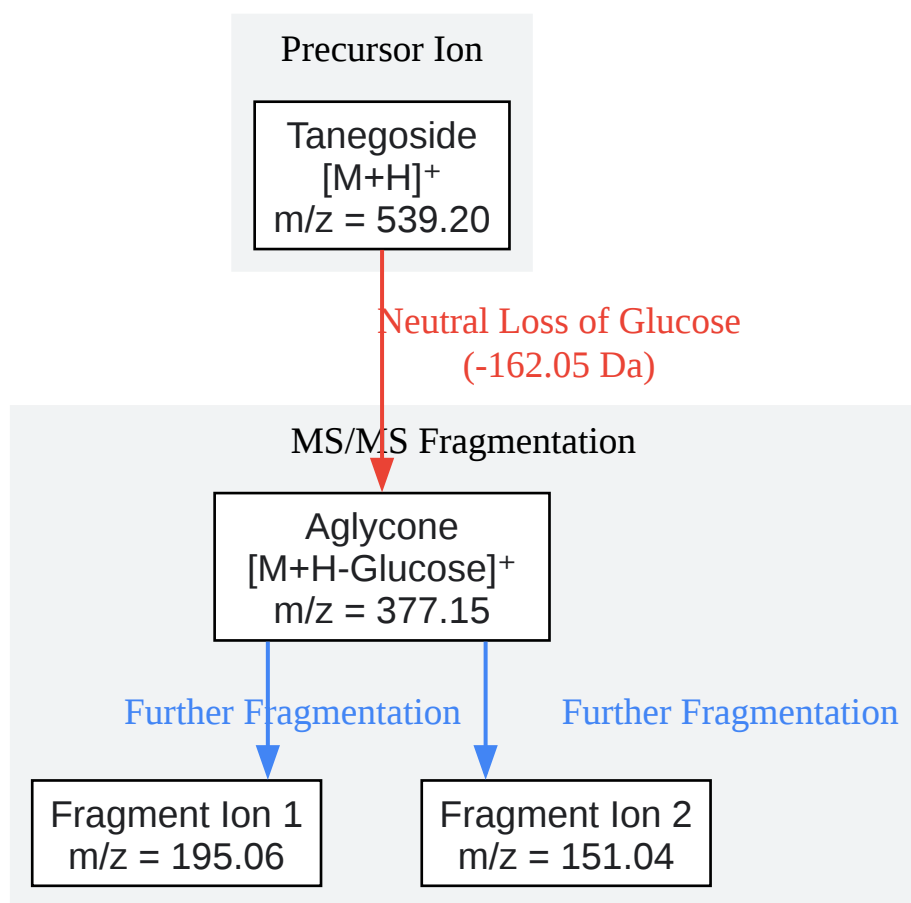 Precursor Ion
Tanegoside
[M+H]⁺
m/z = 539.20
Neutral Loss of Glucose
(-162.05 Da)
MS/MS Fragmentation
Aglycone
[M+H-Glucose]⁺
m/z = 377.15
Further Fragmentation
Further Fragmentation
Fragment Ion 1
m/z = 195.06
Fragment Ion 2
m/z = 151.04